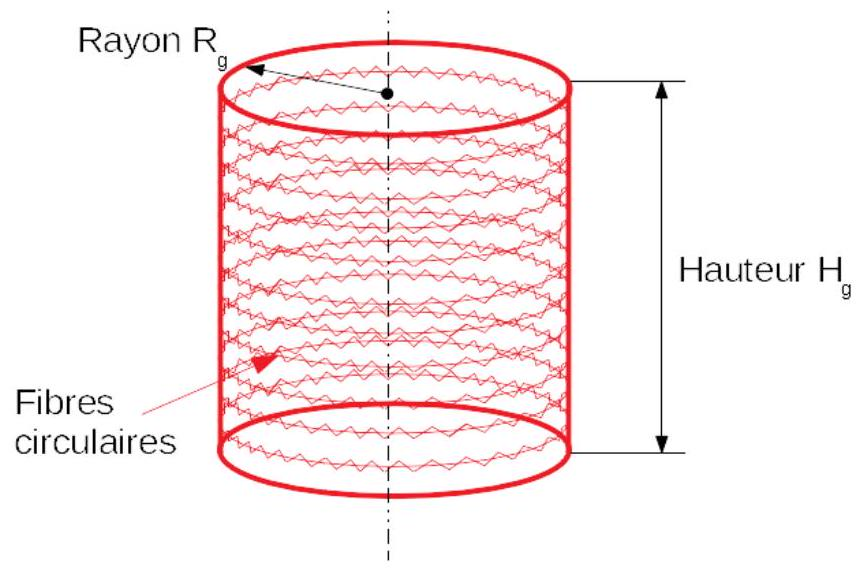 Rayon Rg
Hauteur Hg
Fibres
circulaires